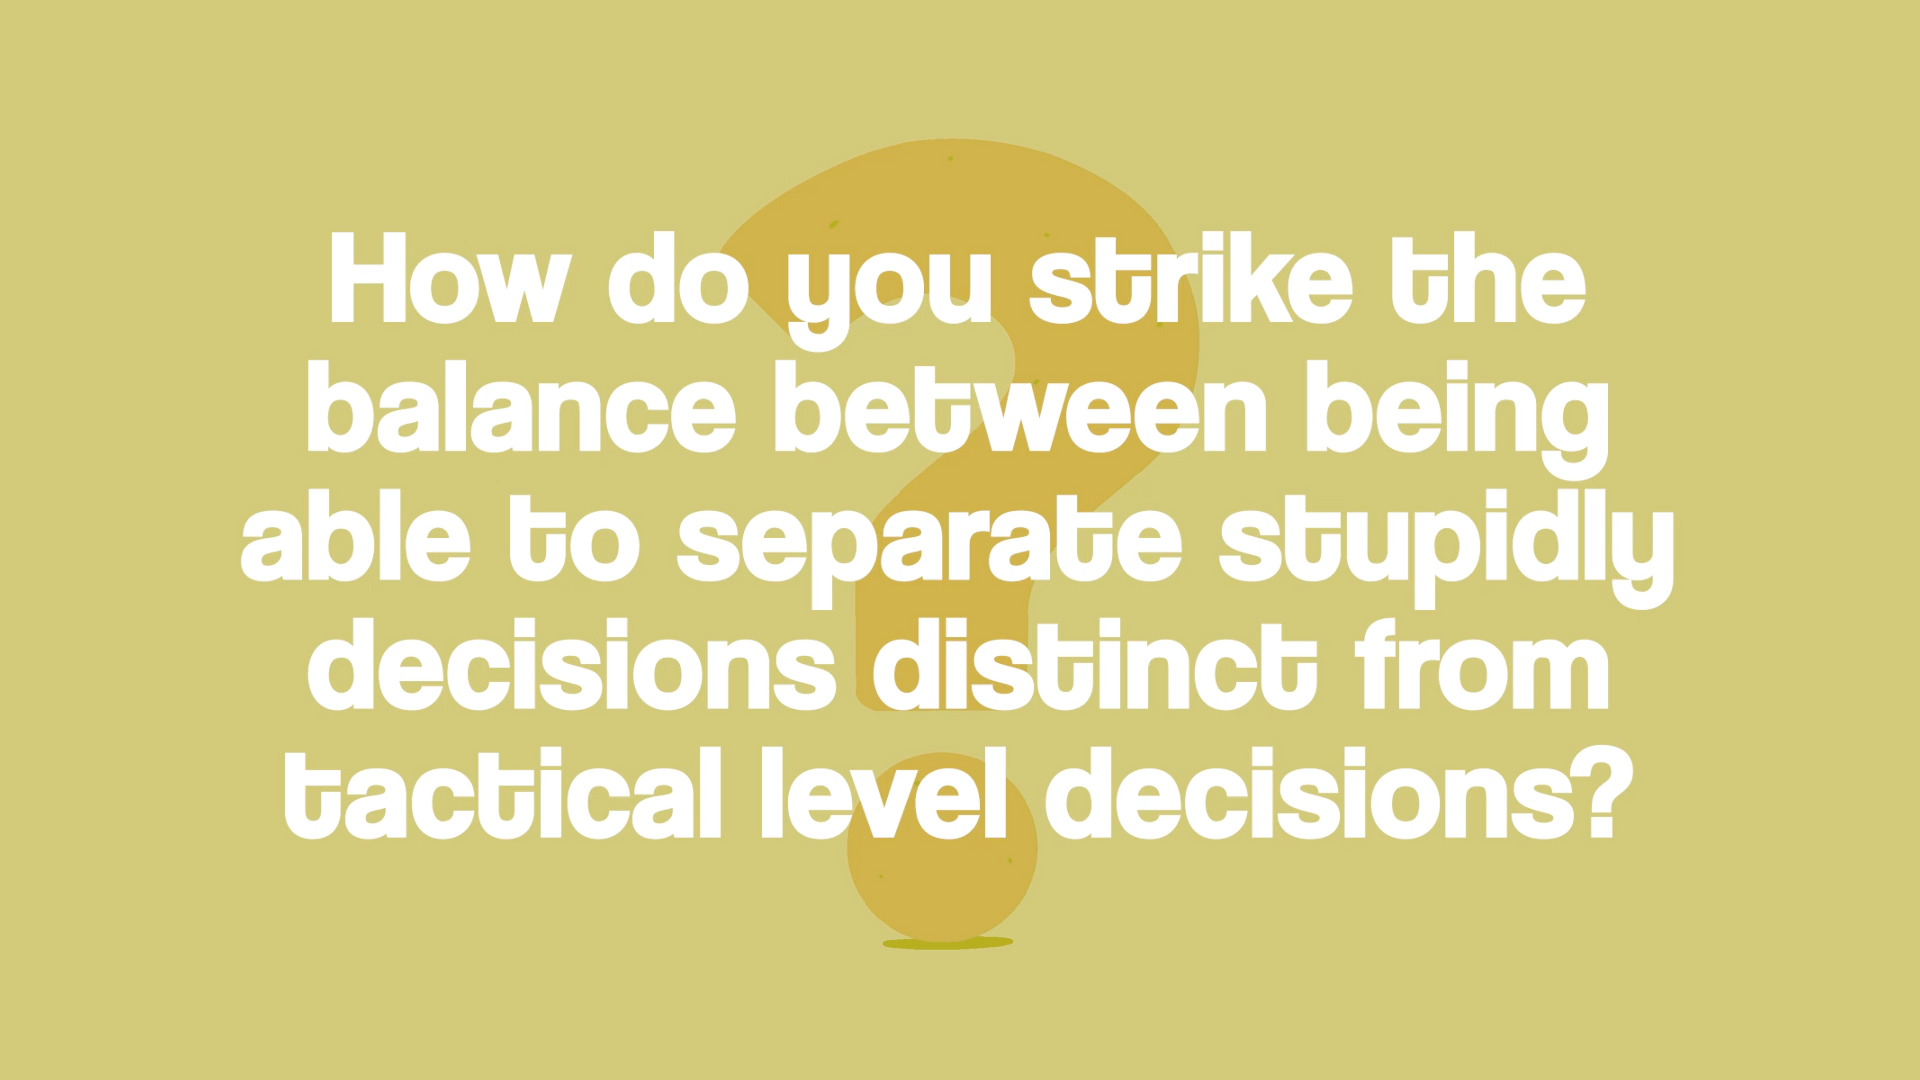 How do you strike the
balance between being
able to separate stupidly
decisions distinct from
tactical level decisions?